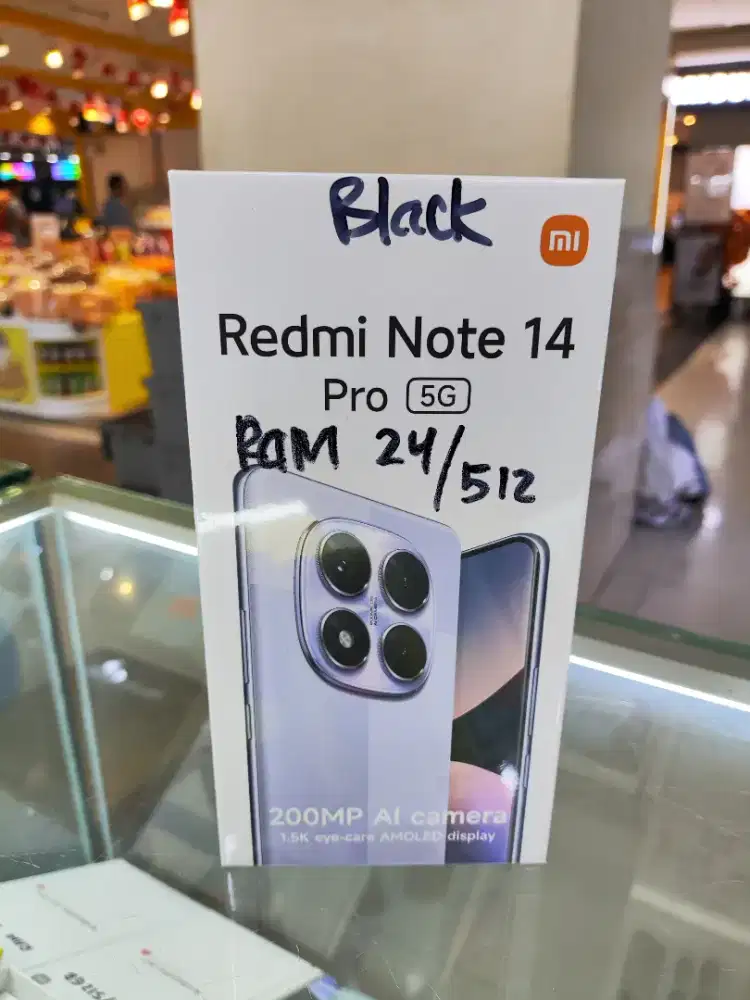 Black
mi
Redmi Note 14
Pro 5G
RAM 24/512
200MP AI camera
1.5K eye-care AMOLED display